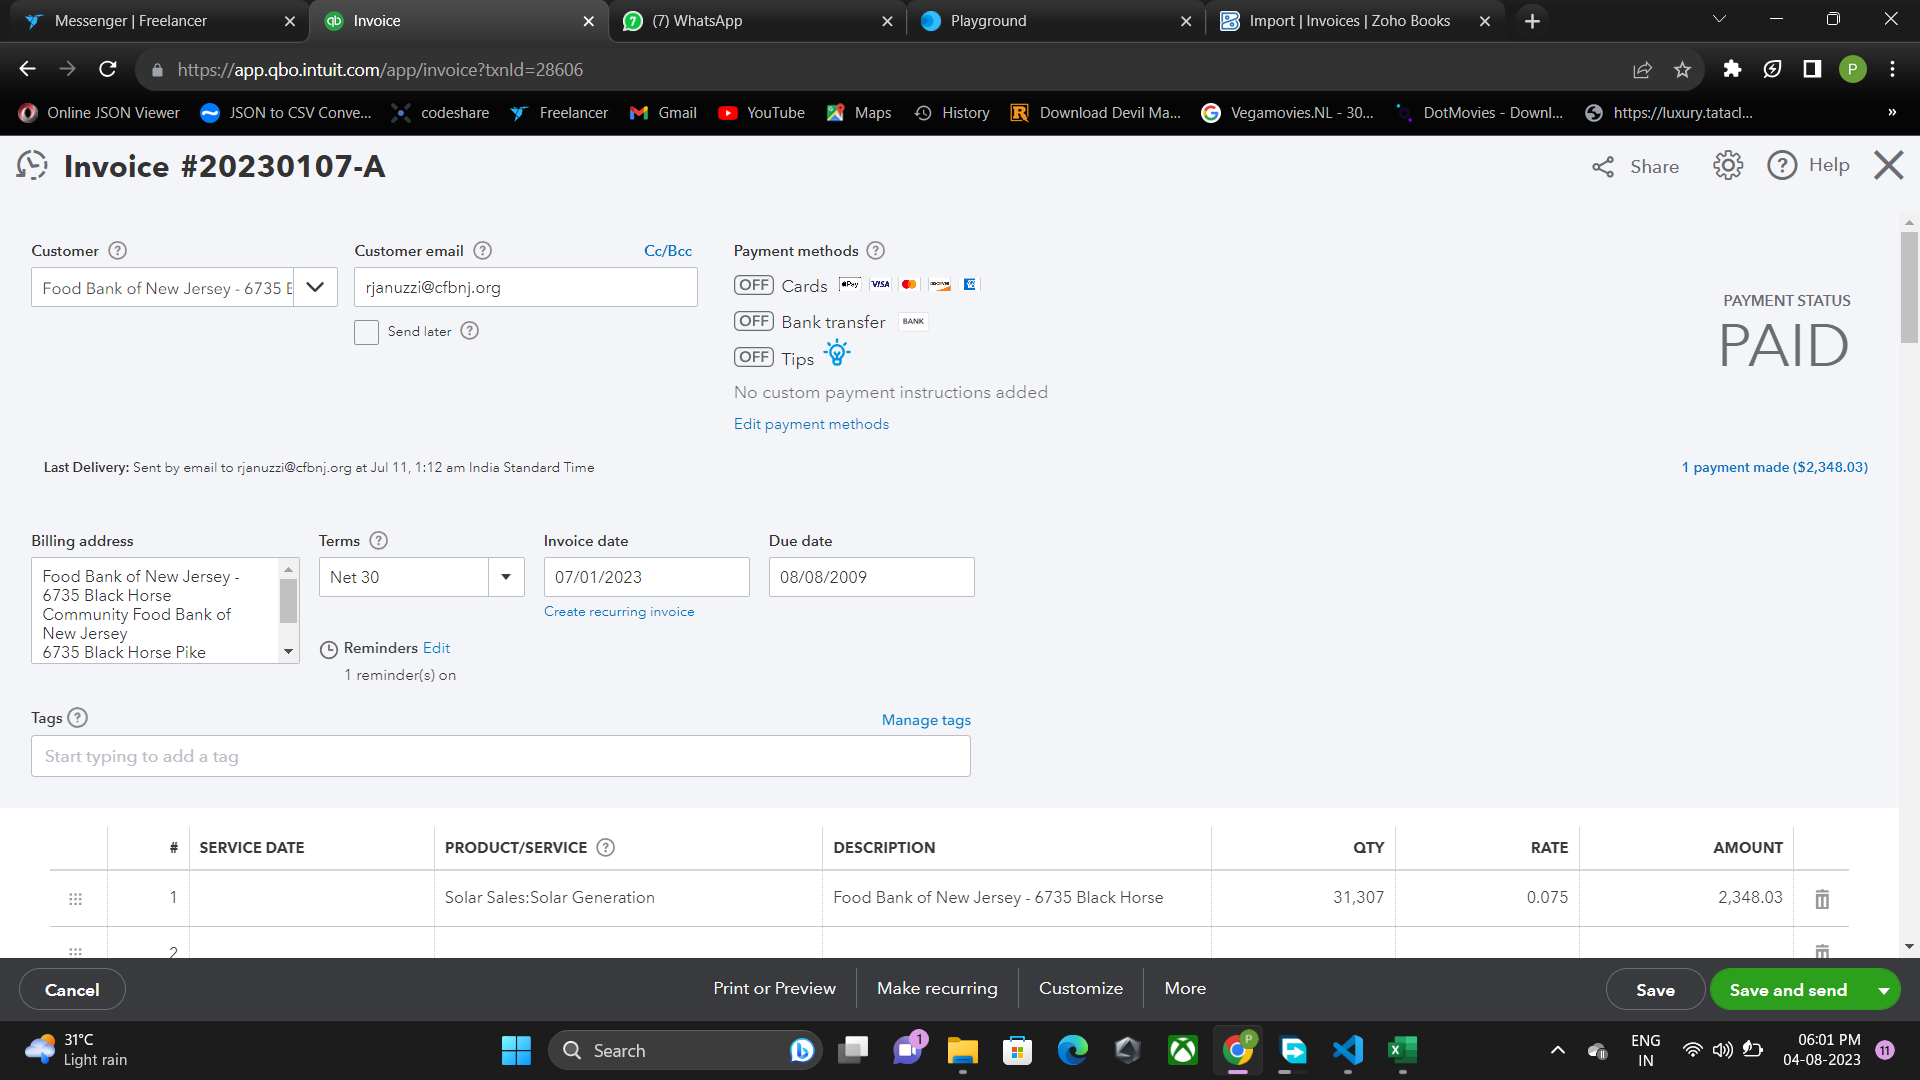 Messenger | Freelancer
Invoice
(7) WhatsApp
Playground
Import | Invoices | Zoho Books
https://app.qbo.intuit.com/app/invoice?txnId=28606
P
Online JSON Viewer
JSON to CSV Conve...
codeshare
Freelancer
Gmail
YouTube
Maps
History
Download Devil Ma...
Vegamovies.NL - 30...
DotMovies - Downl...
https://luxury.tatacl...
»
Invoice #20230107-A
Share
Help
Customer
Customer email
Cc/Bcc
Payment methods
Food Bank of New Jersey - 6735 B
rjanuzzi@cfbnj.org
Send later
OFF Cards Pay VISA DISCOVER
OFF Bank transfer BANK
OFF Tips
No custom payment instructions added
Edit payment methods
PAYMENT STATUS
PAID
Last Delivery: Sent by email to rjanuzzi@cfbnj.org at Jul 11, 1:12 am India Standard Time
1 payment made ($2,348.03)
Billing address
Terms
Invoice date
Due date
Food Bank of New Jersey -
6735 Black Horse
Community Food Bank of
New Jersey
6735 Black Horse Pike
Net 30
07/01/2023
08/08/2009
Create recurring invoice
Reminders Edit
1 reminder(s) on
Tags
Manage tags
Start typing to add a tag
# SERVICE DATE PRODUCT/SERVICE DESCRIPTION QTY RATE AMOUNT
1 Solar Sales:Solar Generation Food Bank of New Jersey - 6735 Black Horse 31,307 0.075 2,348.03
2
Cancel
Print or Preview
Make recurring
Customize
More
Save
Save and send
31°C
Light rain
Search
1
P
ENG
IN
06:01 PM
04-08-2023
11